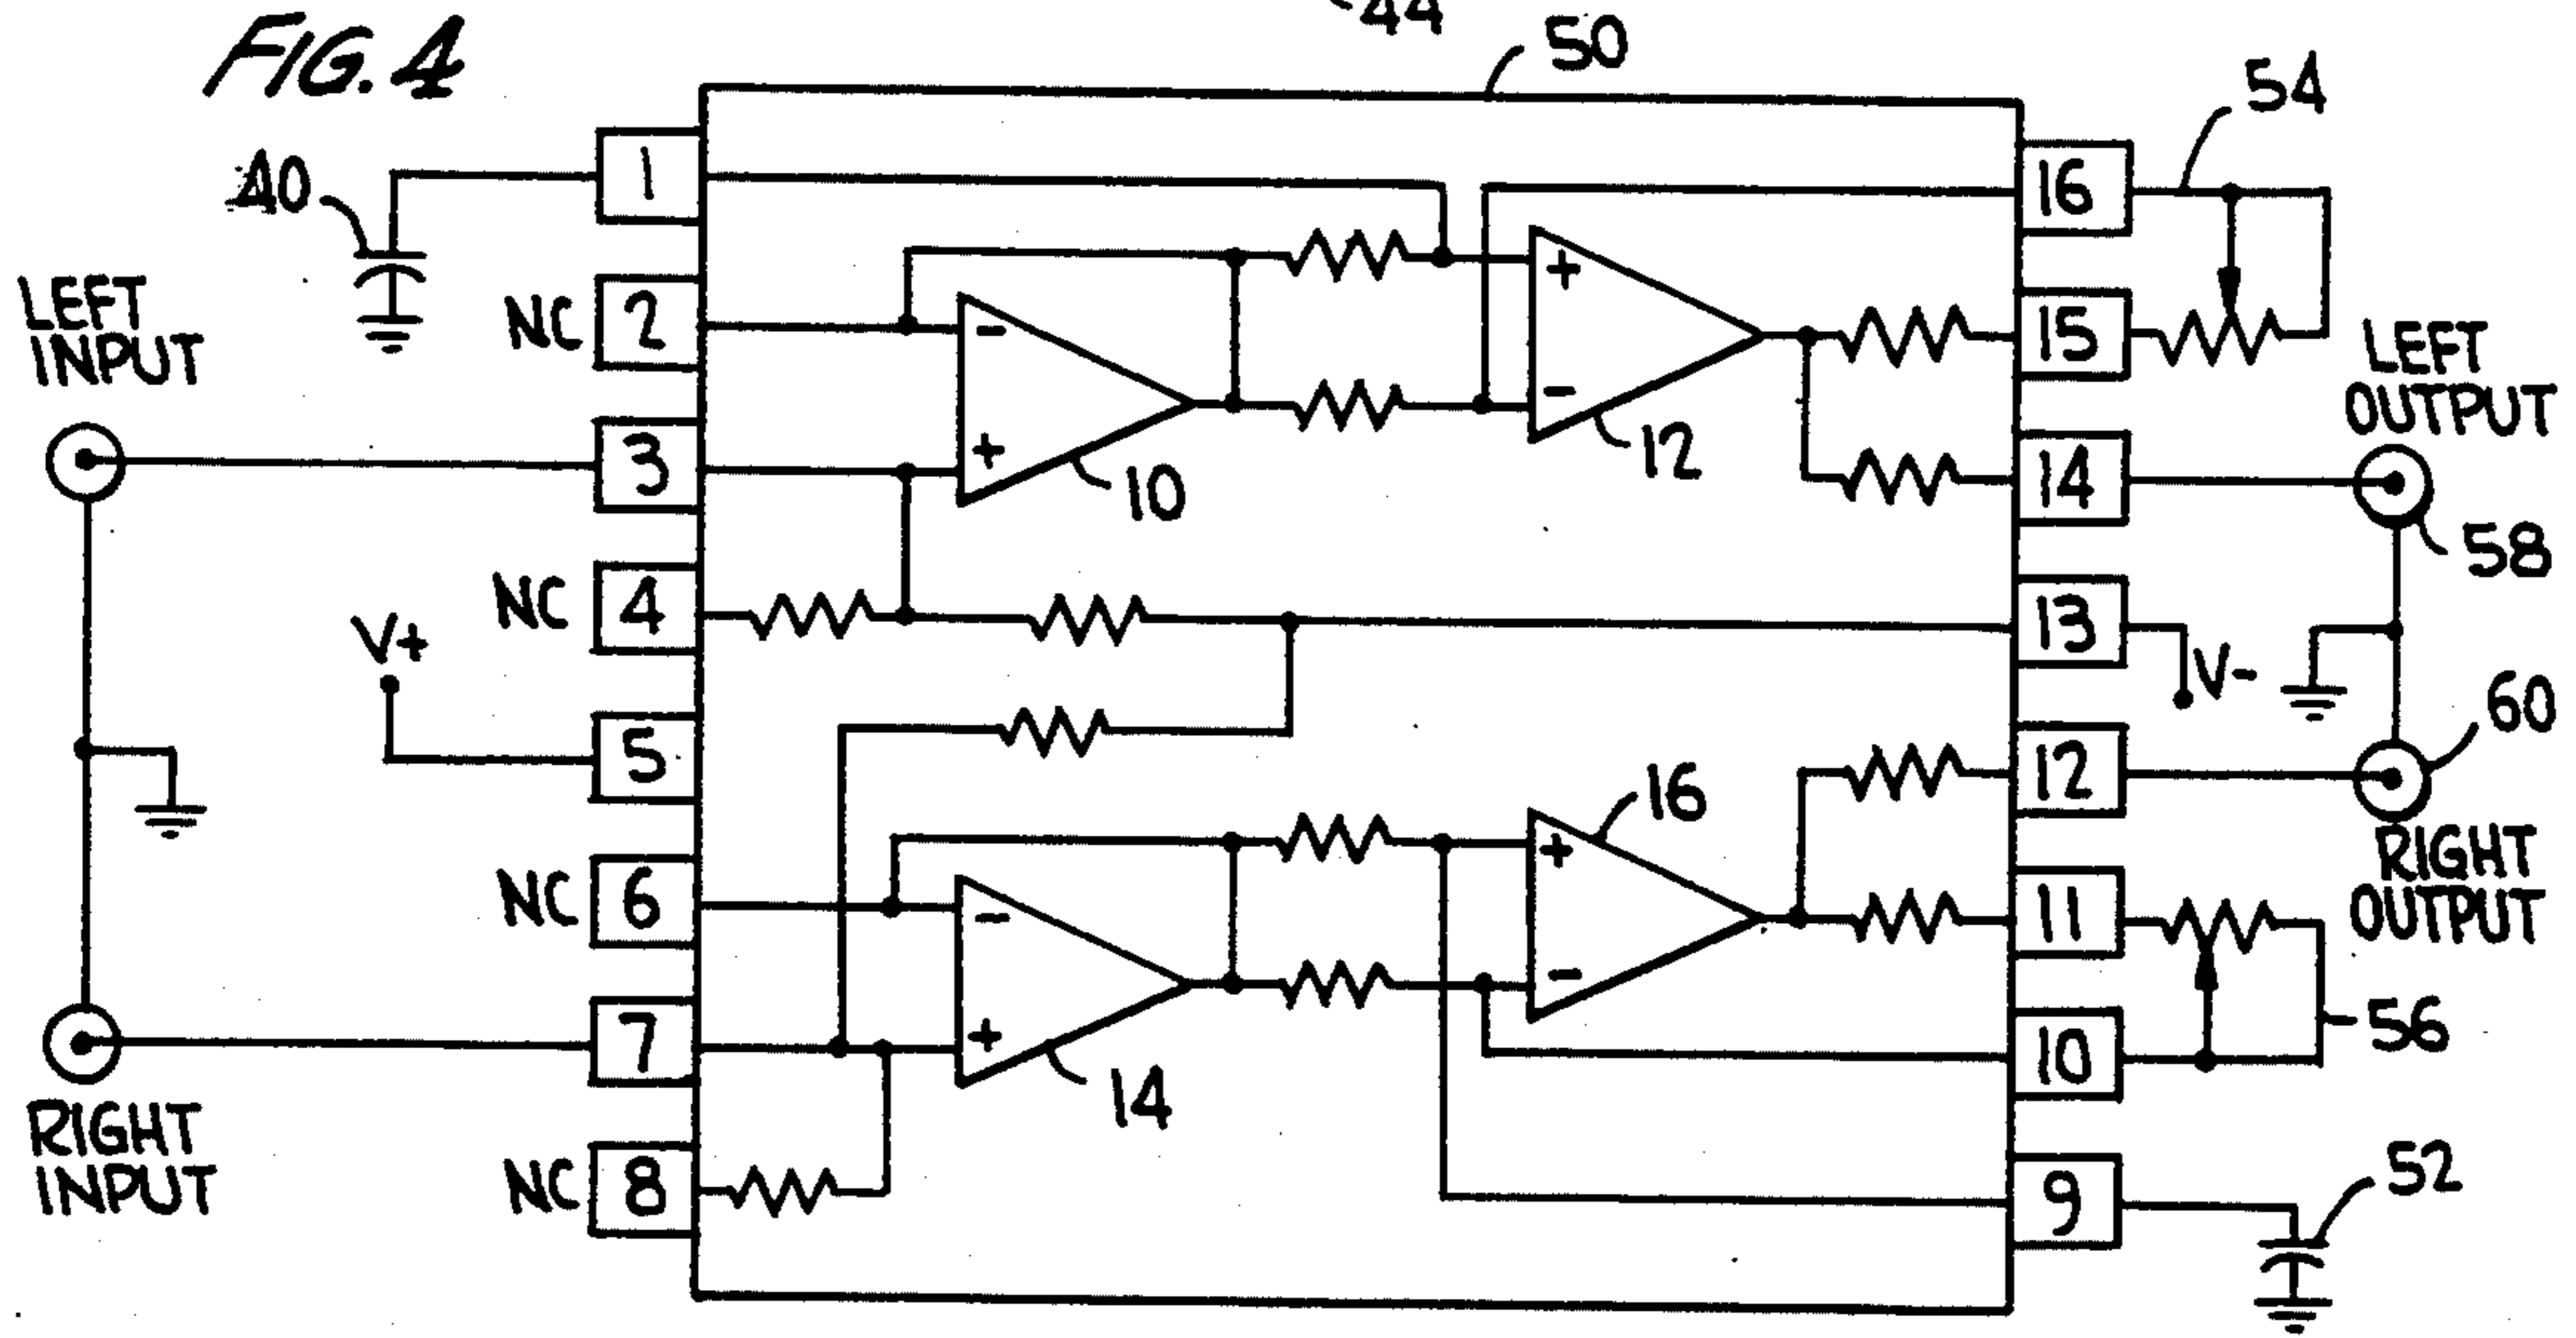 FIG. 4
44
50
54
40
1
16
LEFT
INPUT
NC
2
-
+
15
LEFT
OUTPUT
3
+
-
12
10
14
58
NC
4
13
V+
V-
60
5
12
16
RIGHT
OUTPUT
NC
6
-
+
11
7
+
-
10
56
14
RIGHT
INPUT
NC
8
9
52